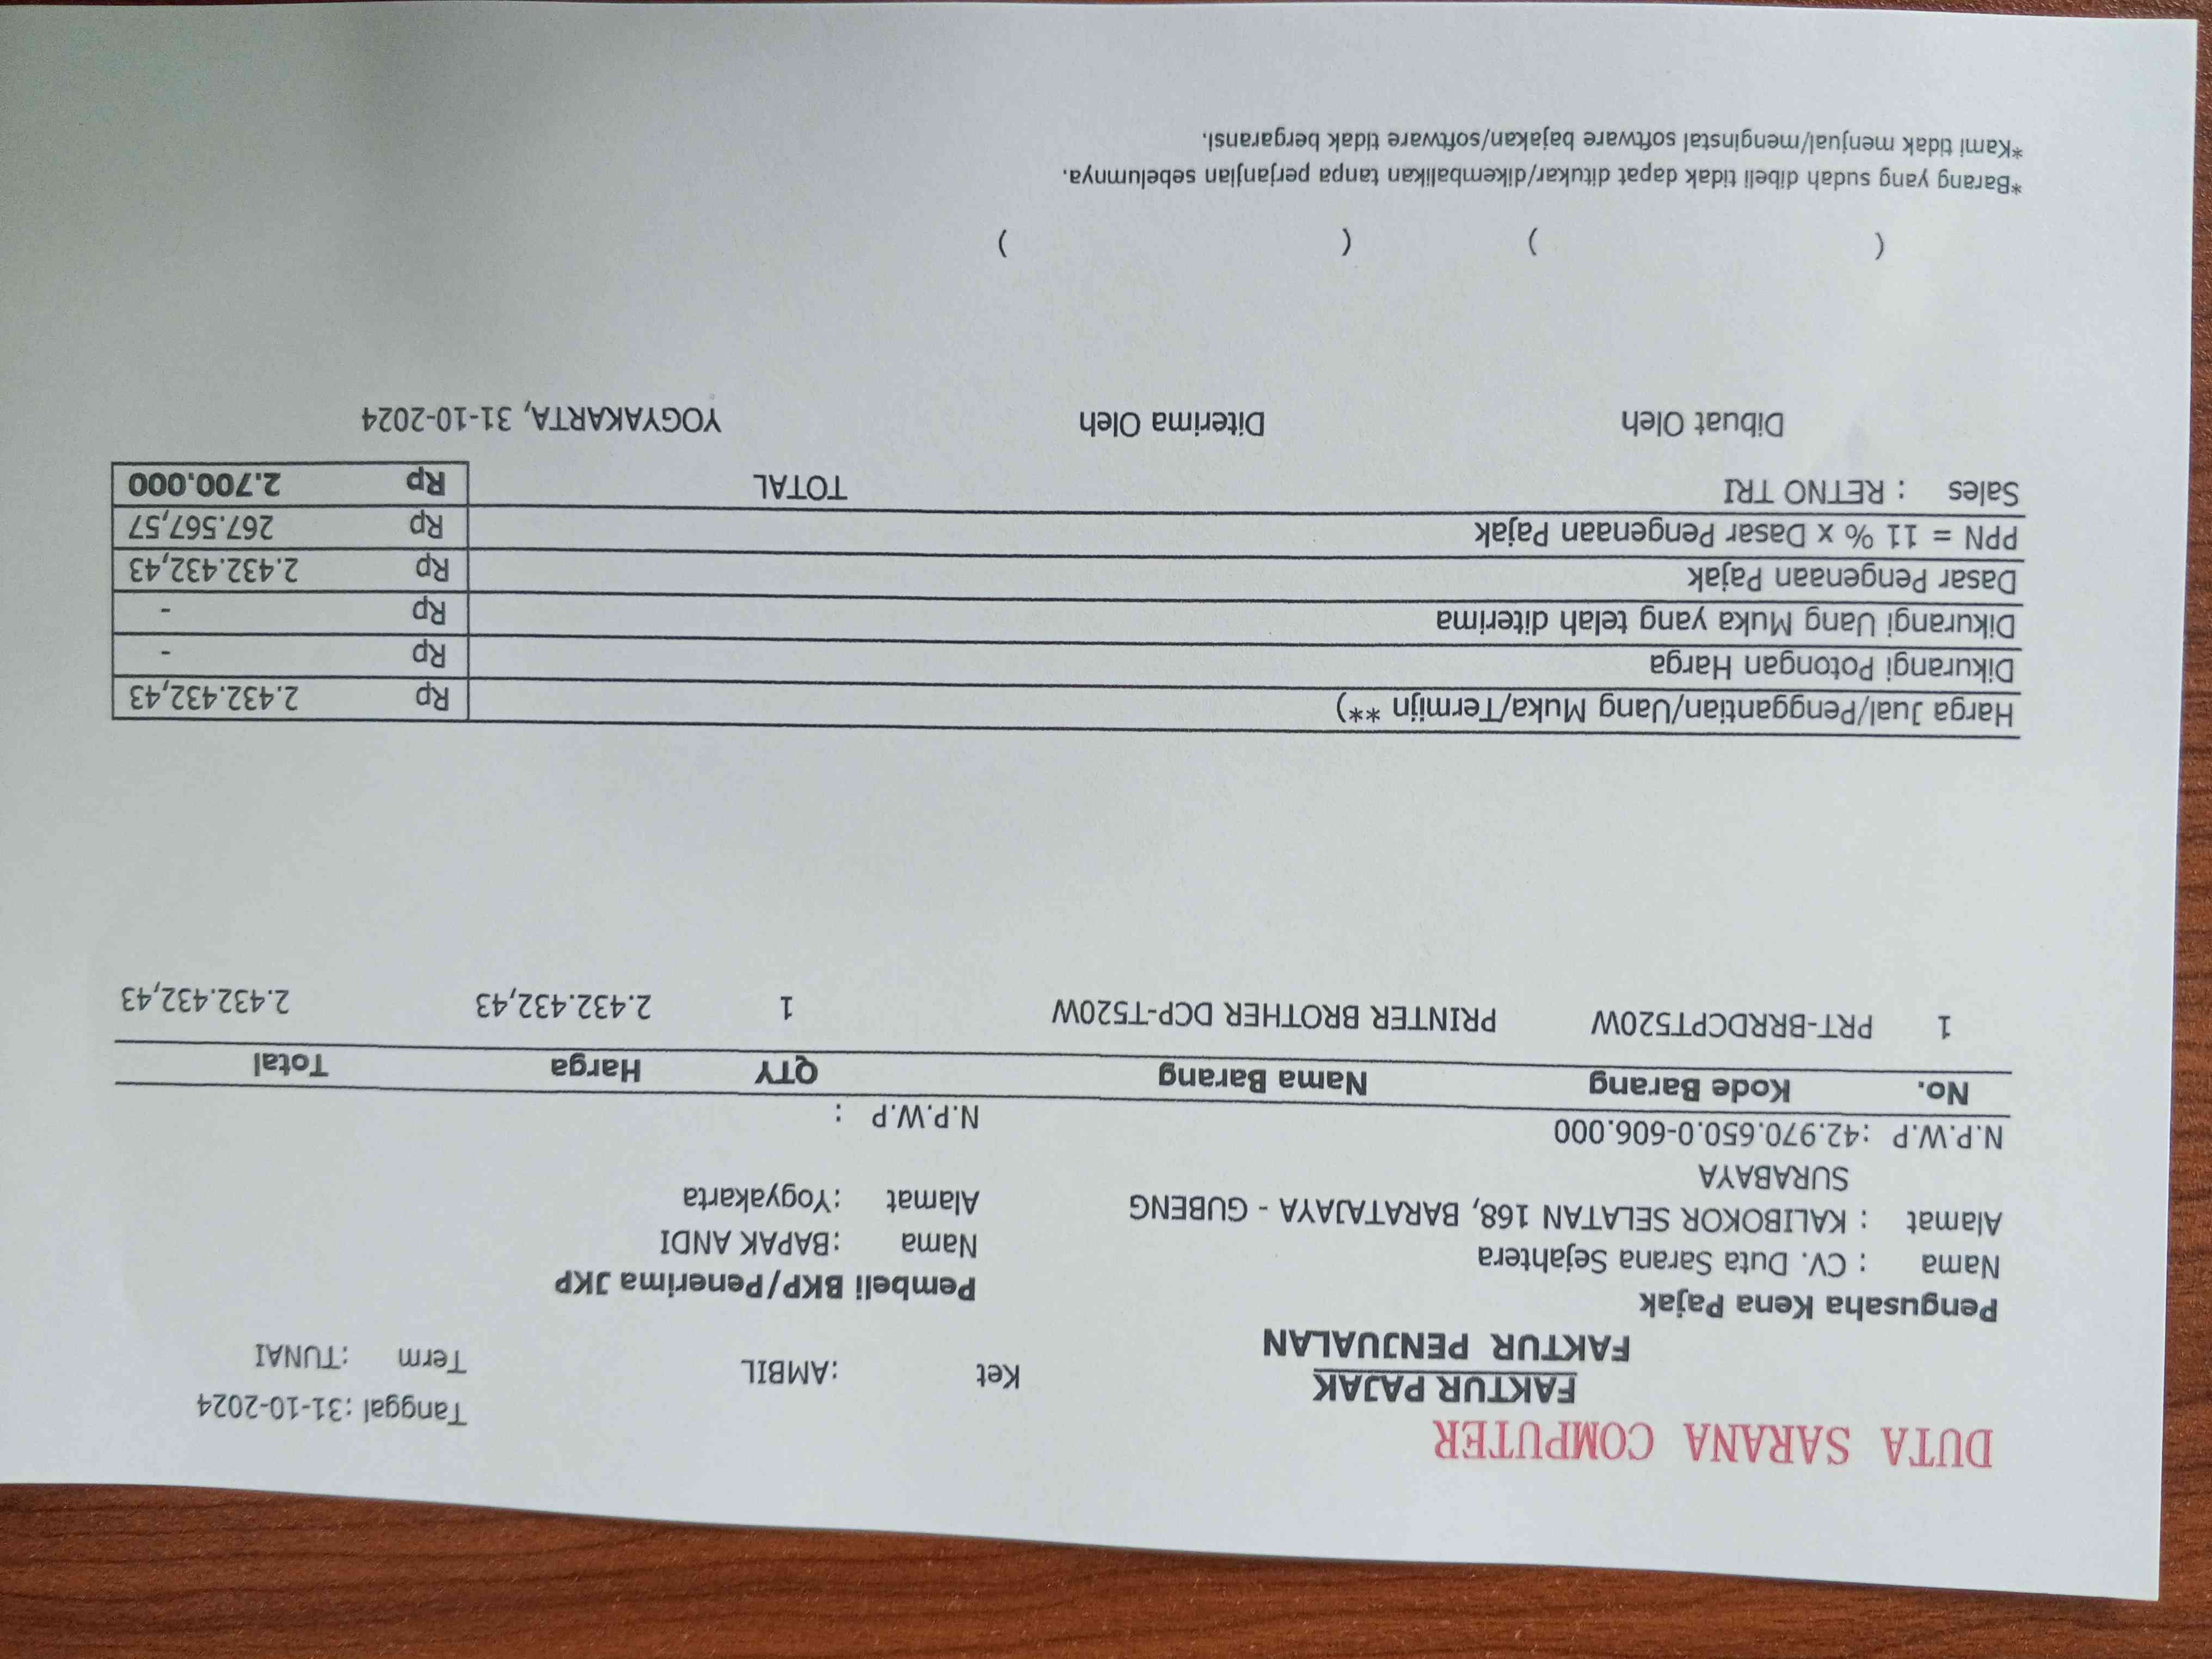 DUTA SARANA COMPUTER
FAKTUR PAJAK
FAKTUR PENJUALAN
Ket :AMBIL
Tanggal :31-10-2024
Term :TUNAI
Pengusaha Kena Pajak
Nama : CV. Duta Sarana Sejahtera
Alamat : KALIBOKOR SELATAN 168, BARATAJAYA - GUBENG
SURABAYA
N.P.W.P :42.970.650.0-606.000
Pembeli BKP/Penerima JKP
Nama :BAPAK ANDI
Alamat :Yogyakarta
N.P.W.P :
No. Kode Barang Nama Barang QTY Harga Total
1 PRT-BRRDCPT520W PRINTER BROTHER DCP-T520W 1 2.432.432,43 2.432.432,43
Harga Jual/Penggantian/Uang Muka/Termijn **) Rp 2.432.432,43
Dikurangi Potongan Harga Rp -
Dikurangi Uang Muka yang telah diterima Rp -
Dasar Pengenaan Pajak Rp 2.432.432,43
PPN = 11 % x Dasar Pengenaan Pajak Rp 267.567,57
Sales : RETNO TRI TOTAL Rp 2.700.000
Dibuat Oleh Diterima Oleh YOGYAKARTA, 31-10-2024
( ) ( )
*Barang yang sudah dibeli tidak dapat ditukar/dikembalikan tanpa perjanjian sebelumnya.
*Kami tidak menjual/menginstal software bajakan/software tidak bergaransi.